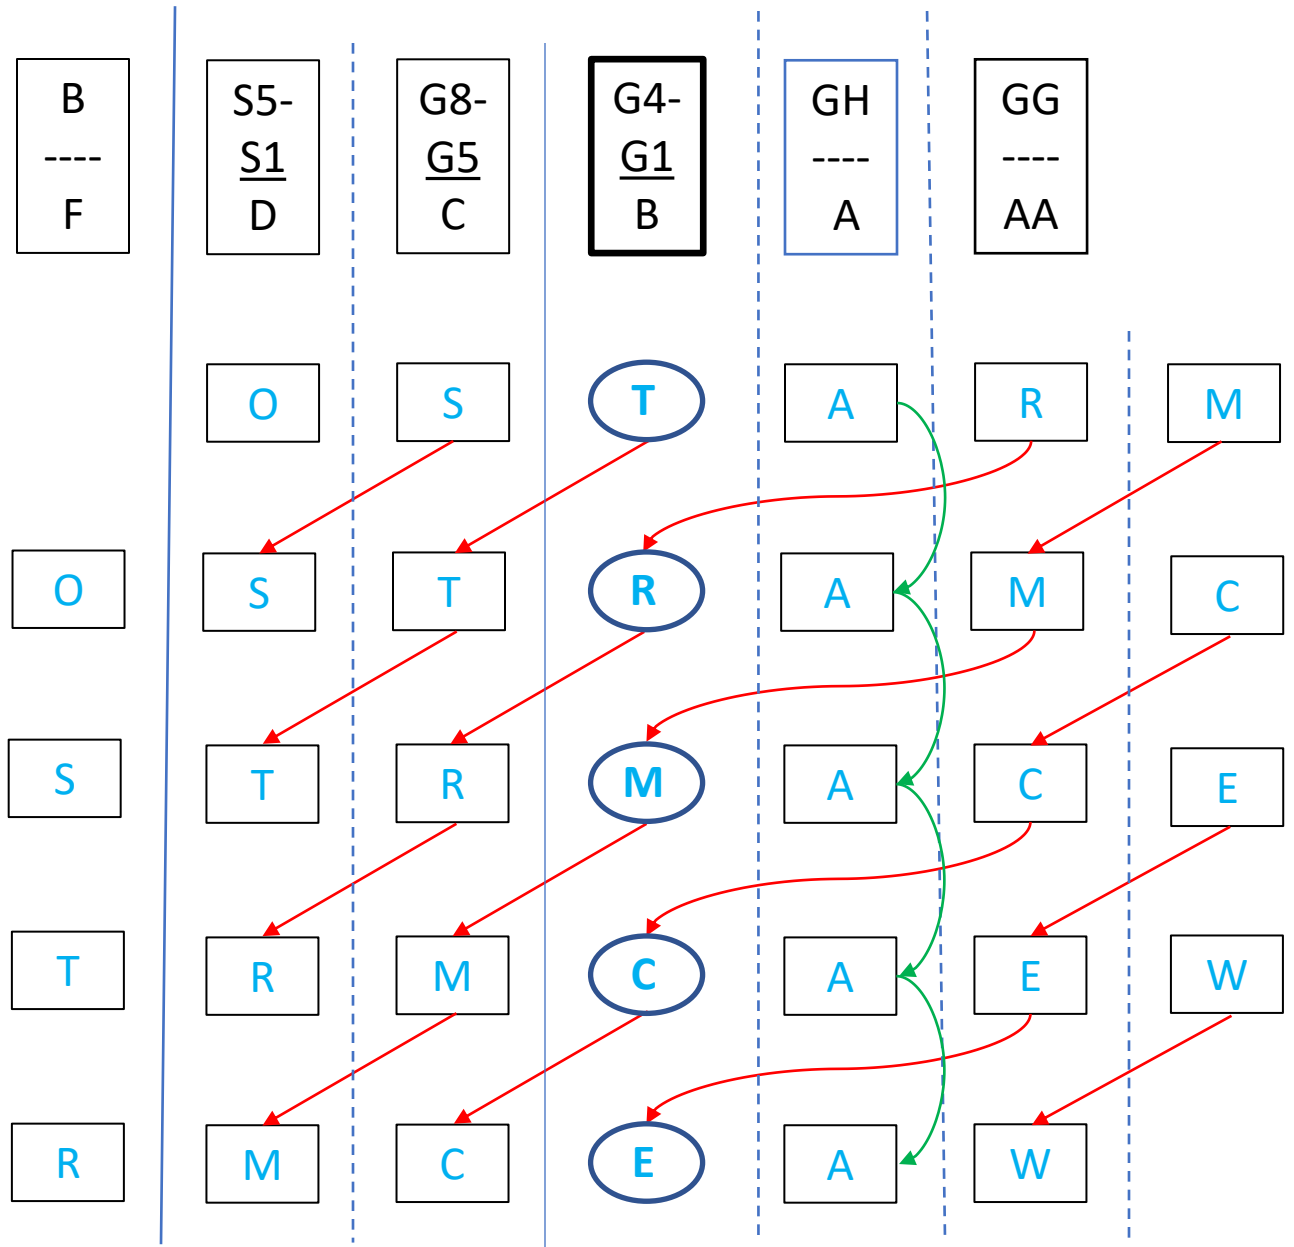 B S5- G8- G4- GH GG
---- S1 G5 G1 ---- ----
F D C B A AA
O S T A R M
O S T R A M C
S T R M A C E
T R M C A E W
R M C E A W